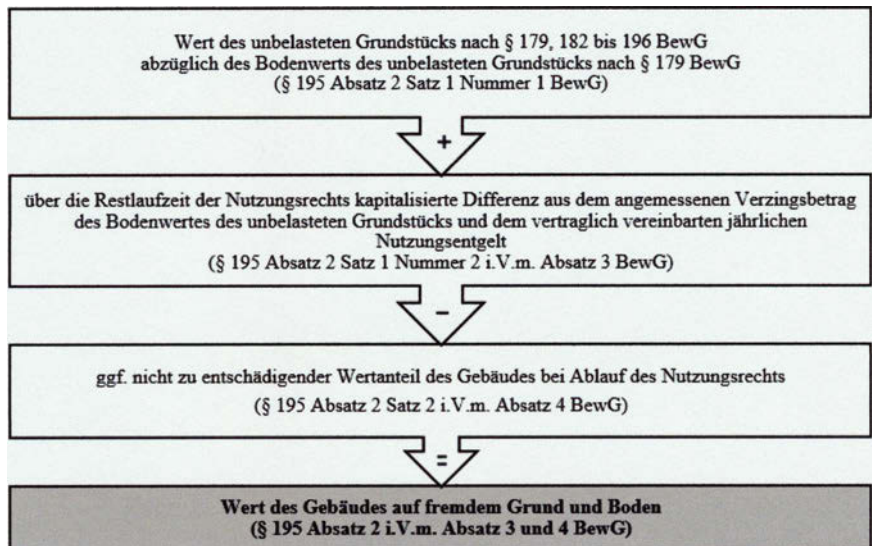 Wert des unbelasteten Grundstücks nach § 179, 182 bis 196 BewG
abzüglich des Bodenwerts des unbelasteten Grundstücks nach § 179 BewG
(§ 195 Absatz 2 Satz 1 Nummer 1 BewG)
+
über die Restlaufzeit der Nutzungsrechts kapitalisierte Differenz aus dem angemessenen Verzingsbetrag
des Bodenwertes des unbelasteten Grundstücks und dem vertraglich vereinbarten jährlichen
Nutzungsentgelt
(§ 195 Absatz 2 Satz 1 Nummer 2 i.V.m. Absatz 3 BewG)
–
ggf. nicht zu entschädigender Wertanteil des Gebäudes bei Ablauf des Nutzungsrechts
(§ 195 Absatz 2 Satz 2 i.V.m. Absatz 4 BewG)
=
Wert des Gebäudes auf fremdem Grund und Boden
(§ 195 Absatz 2 i.V.m. Absatz 3 und 4 BewG)